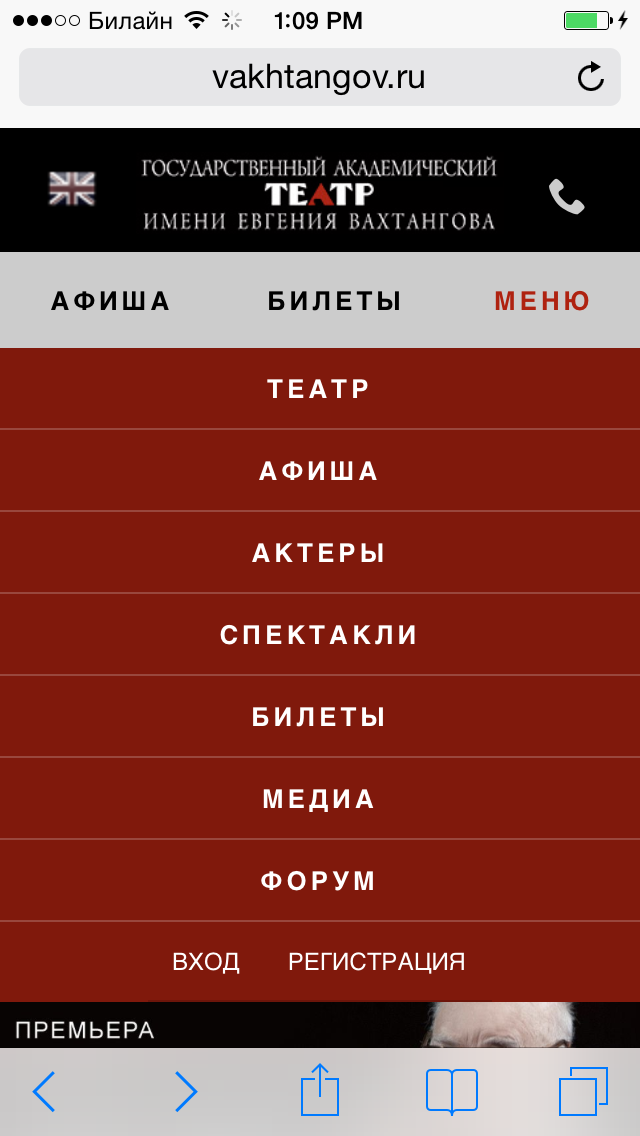 Билайн 1:09 PM
vakhtangov.ru
ГОСУДАРСТВЕННЫЙ АКАДЕМИЧЕСКИЙ
ТЕАТР
ИМЕНИ ЕВГЕНИЯ ВАХТАНГОВА
АФИША БИЛЕТЫ МЕНЮ
ТЕАТР
АФИША
АКТЕРЫ
СПЕКТАКЛИ
БИЛЕТЫ
МЕДИА
ФОРУМ
ВХОД РЕГИСТРАЦИЯ
ПРЕМЬЕРА